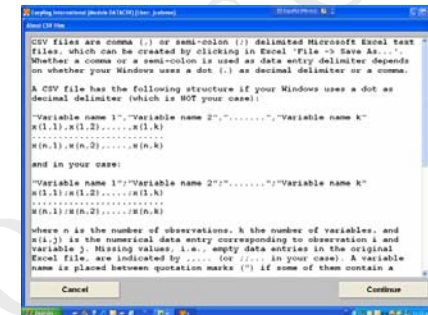 EasyReg International [Module DATACSV] [User: jcabeno]
About CSV Files
CSV files are comma (,) or semi-colon (;) delimited Microsoft Excel text
files, which can be created by clicking in Excel 'File -> Save As...'.
Whether a comma or a semi-colon is used as data entry delimiter depends
on whether your Windows uses a dot (.) as decimal delimiter or a comma.
A CSV file has the following structure if your Windows uses a dot as
decimal delimiter (which is NOT your case):
"Variable name 1","Variable name 2",".......","Variable name k"
x(1,1),x(1,2),.....,x(1,k)
.............................
x(n,1),x(n,2),.....,x(n,k)
and in your case:
"Variable name 1";"Variable name 2";".......";"Variable name k"
x(1.1);x(1.2);.....;x(1.k)
.............................
x(n.1);x(n.2);.....;x(n.k)
where n is the number of observations, k the number of variables, and
x(i.j) is the numerical data entry corresponding to observation i and
variable j. Missing values, i.e., empty data entries in the original
Excel file, are indicated by ,,... (or ;;... in your case). A variable
name is placed between quotation marks (") if some of them contain a
Cancel
Continue